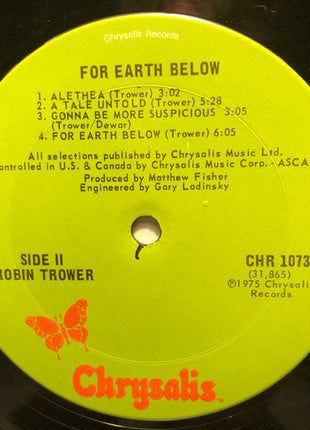 Chrysalis Records
FOR EARTH BELOW
1. ALETHEA (Trower) 3:02
2. A TALE UNTOLD (Trower) 5:28
3. GONNA BE MORE SUSPICIOUS 3:05
(Trower/Dewar)
4. FOR EARTH BELOW (Trower) 6:05
All selections published by Chrysalis Music Ltd.
ontrolled in U.S. & Canada by Chrysalis Music Corp. - ASCA
Produced by Matthew Fisher
Engineered by Gary Ladinsky
SIDE II
ROBIN TROWER
CHR 1073
(31,865)
℗1975 Chrysalis
Records
Chrysalis